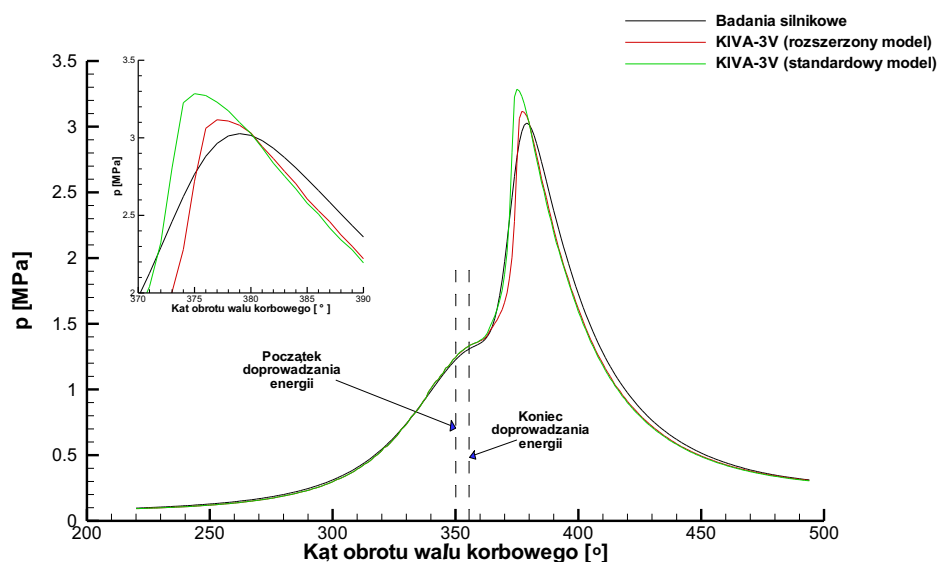 Badania silnikowe
KIVA-3V (rozszerzony model)
KIVA-3V (standardowy model)
3.5
3
2.5
2
1.5
1
0.5
0
p [MPa]
200
250
300
350
400
450
500
Kąt obrotu wału korbowego [o]
3.5
3
2.5
2
p [MPa]
370
375
380
385
390
Kąt obrotu walu korbowego [ ° ]
Początek
doprowadzania
energii
Koniec
doprowadzania
energii